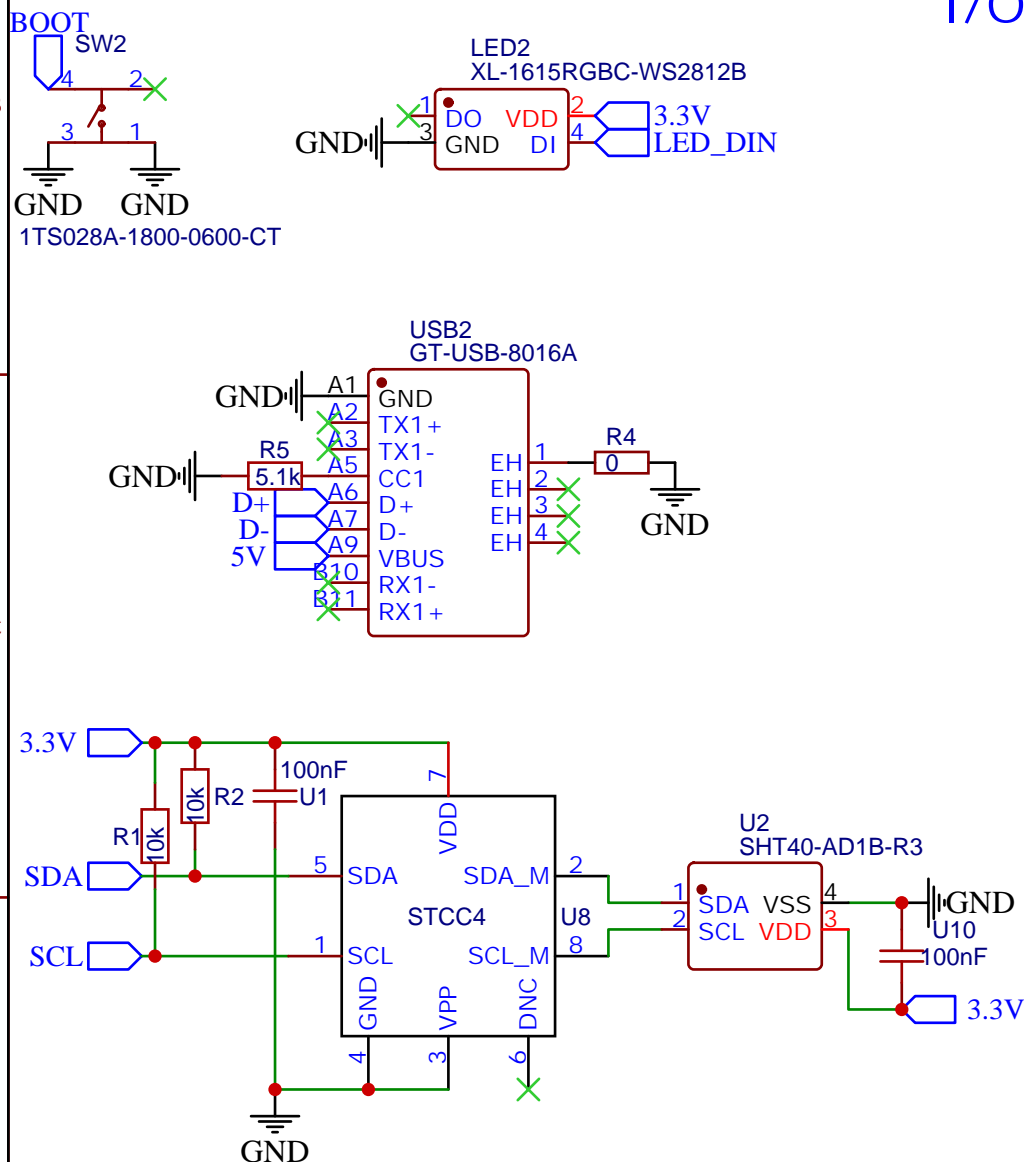 I/O
BOOT
SW2
4
2
3
1
GND
GND
1TS028A-1800-0600-CT
LED2
XL-1615RGBC-WS2812B
1
DO
VDD
2
3.3V
GND
3
GND
DI
4
LED_DIN
USB2
GT-USB-8016A
GND
A1
GND
A2
TX1+
A3
TX1-
R5
GND
5.1k
A5
CC1
D+
A6
D+
D-
A7
D-
5V
A9
VBUS
B10
RX1-
B11
RX1+
EH
1
R4
0
GND
EH
2
EH
3
EH
4
3.3V
100nF
U1
R2
10k
R1
10k
7
VDD
SDA
5
SDA
SDA_M
2
STCC4
U8
SCL
1
SCL
SCL_M
8
GND
VPP
DNC
4
3
6
GND
U2
SHT40-AD1B-R3
1
SDA
VSS
4
GND
2
SCL
VDD
3
U10
100nF
3.3V